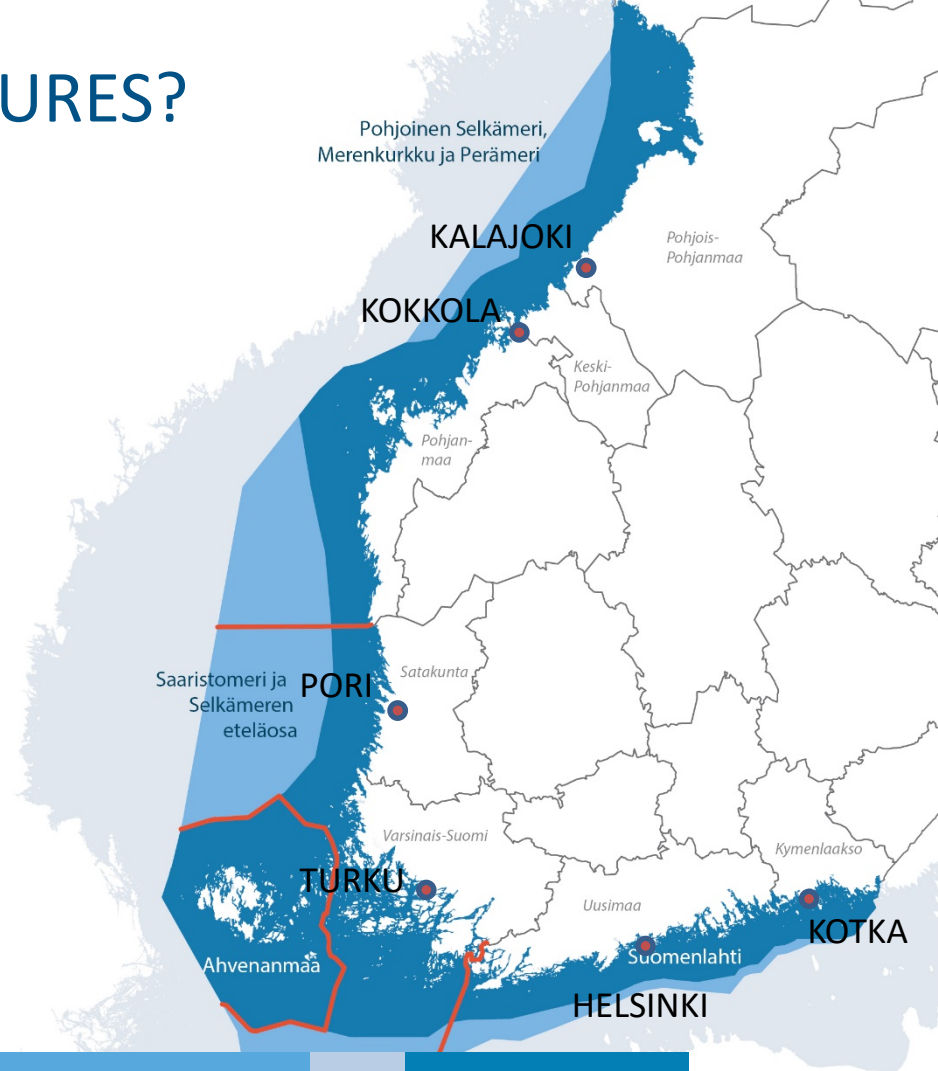 URES?
Pohjoinen Selkämeri,
Merenkurkku ja Perämeri
KALAJOKI
Pohjois-
Pohjanmaa
KOKKOLA
Keski-
Pohjanmaa
Pohjan-
maa
Saaristomeri ja
Selkämeren
eteläosa
PORI
Satakunta
Varsinais-Suomi
Kymenlaakso
TURKU
Uusimaa
KOTKA
Ahvenanmaa
Suomenlahti
HELSINKI